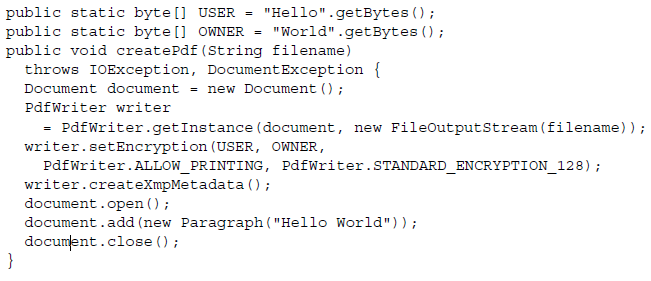 public static byte[] USER = "Hello".getBytes();
public static byte[] OWNER = "World".getBytes();
public void createPdf(String filename)
  throws IOException, DocumentException {
  Document document = new Document();
  PdfWriter writer
    = PdfWriter.getInstance(document, new FileOutputStream(filename));
  writer.setEncryption(USER, OWNER,
    PdfWriter.ALLOW_PRINTING, PdfWriter.STANDARD_ENCRYPTION_128);
  writer.createXmpMetadata();
  document.open();
  document.add(new Paragraph("Hello World"));
  document.close();
}